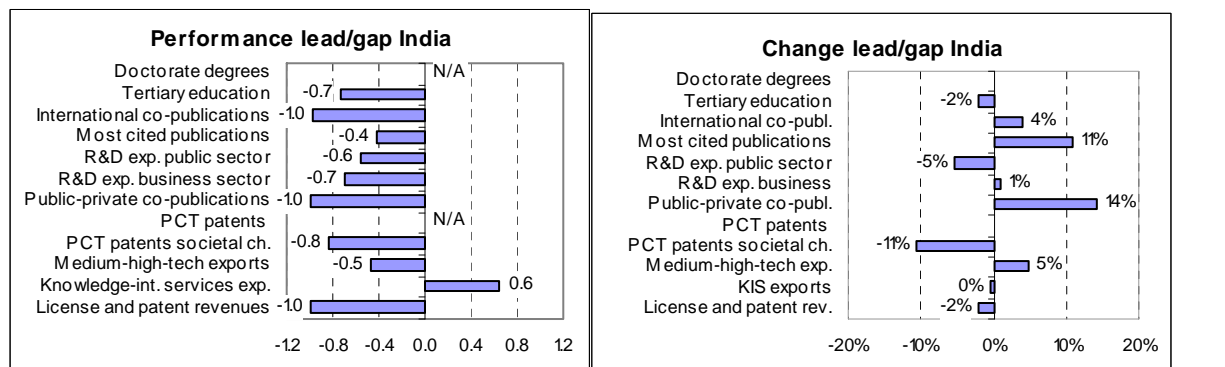 Performance lead/gap India
Doctorate degrees N/A
Tertiary education -0.7
International co-publications -1.0
Most cited publications -0.4
R&D exp. public sector -0.6
R&D exp. business sector -0.7
Public-private co-publications -1.0
PCT patents N/A
PCT patents societal ch. -0.8
Medium-high-tech exports -0.5
Knowledge-int. services exp. 0.6
License and patent revenues -1.0
-1.2 -0.8 -0.4 0.0 0.4 0.8 1.2
Change lead/gap India
Doctorate degrees
Tertiary education -2%
International co-publ. 4%
Most cited publications 11%
R&D exp. public sector -5%
R&D exp. business 1%
Public-private co-publ. 14%
PCT patents
PCT patents societal ch. -11%
Medium-high-tech exp. 5%
KIS exports 0%
License and patent rev. -2%
-20% -10% 0% 10% 20%